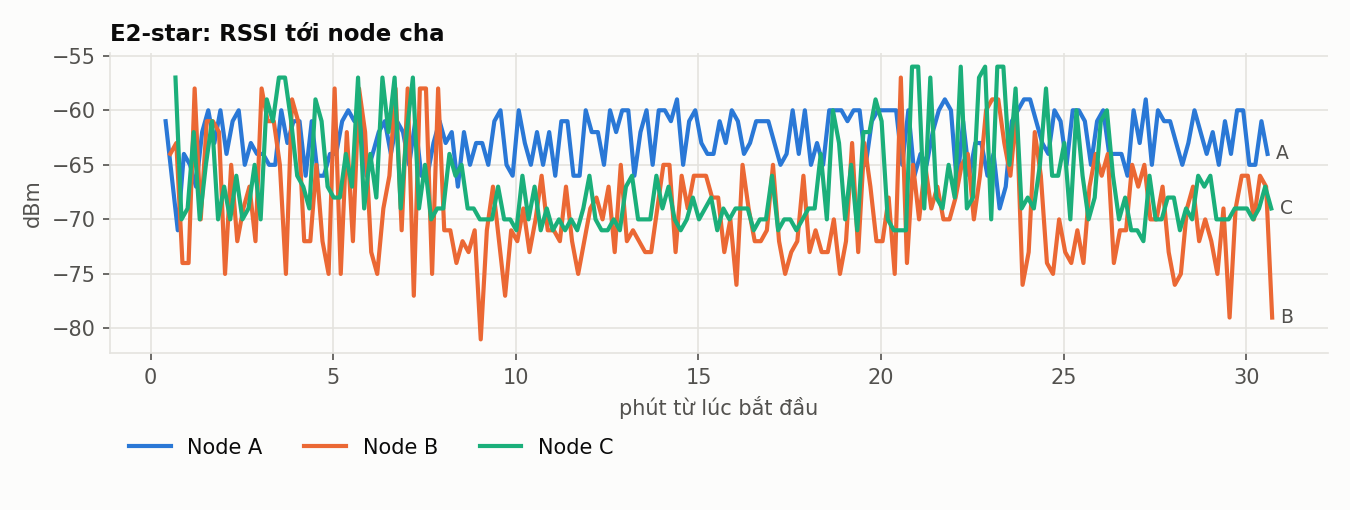 E2-star: RSSI tới node cha
dBm
−55
−60
−65
−70
−75
−80
A
C
B
0 5 10 15 20 25 30
phút từ lúc bắt đầu
Node A Node B Node C